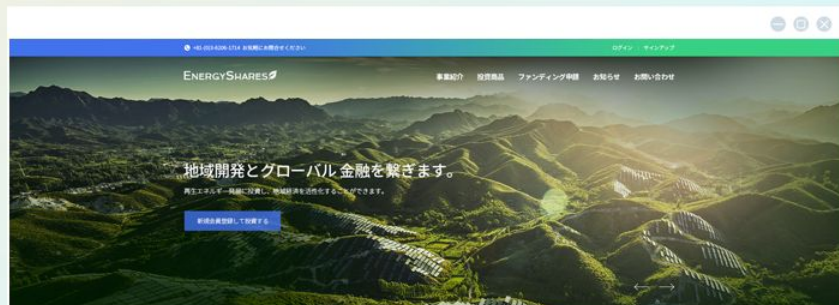 +81-(0)3-6206-1714 お気軽にお問合せください
ログイン | サインアップ
ENERGYSHARES
事業紹介 投資商品 ファンディング申請 お知らせ お問い合わせ
地域開発とグローバル 金融を繋ぎます。
再生エネルギー発展に投資し、地域経済を活性化することができます。
新規会員登録して投資する